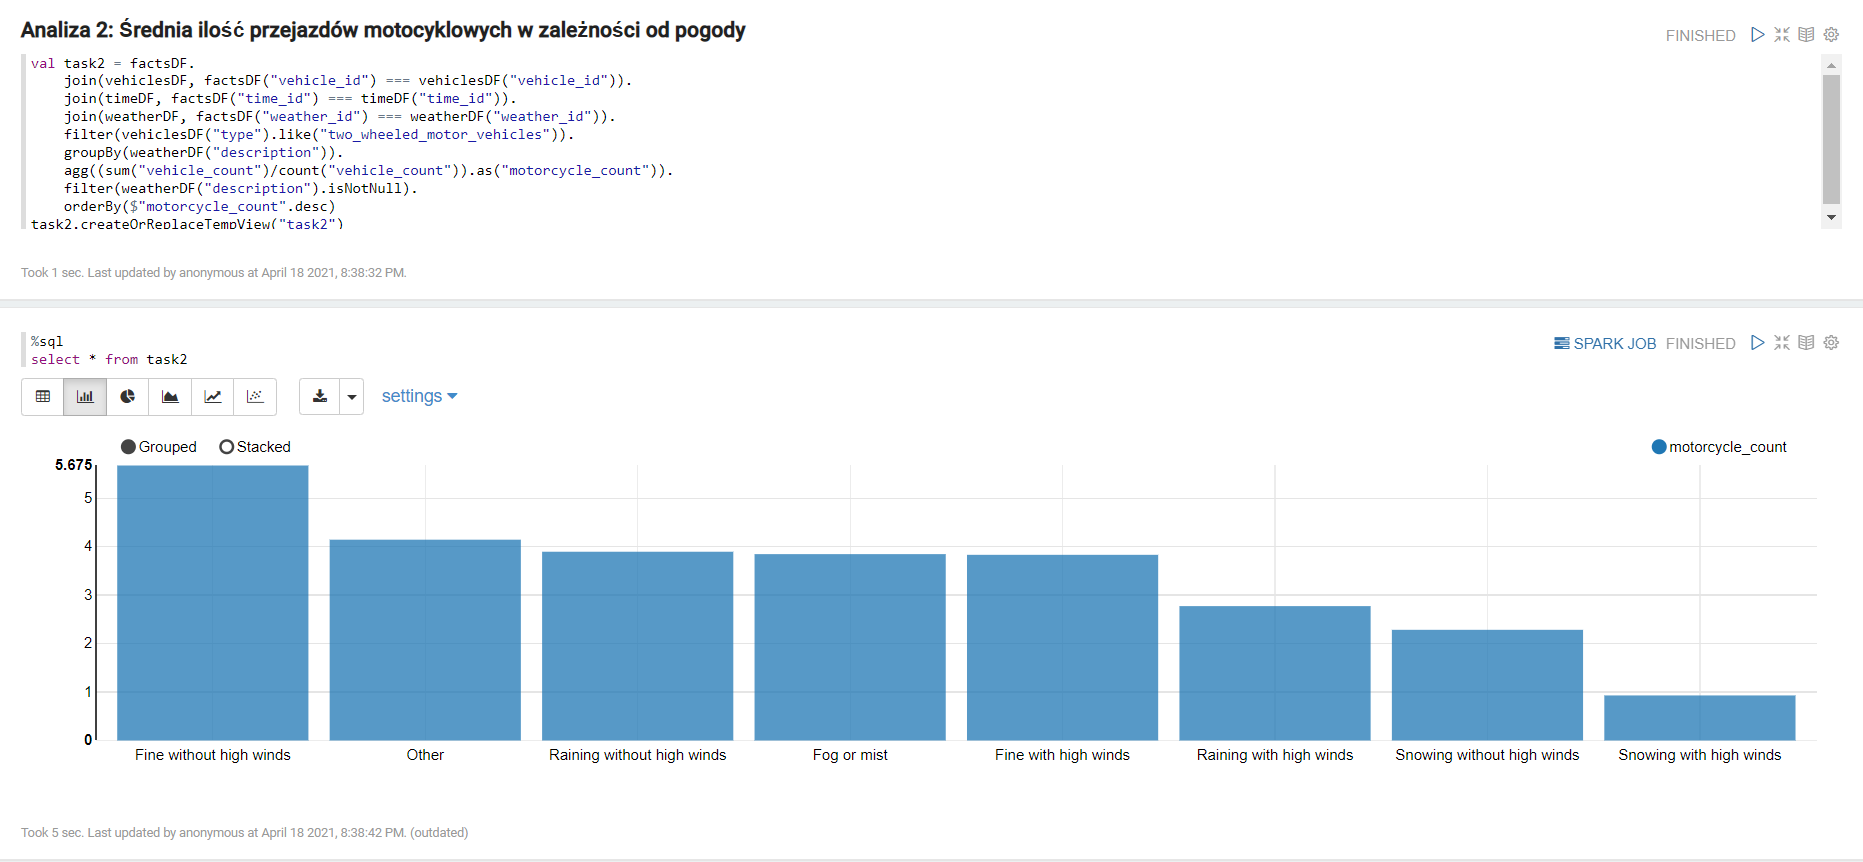 Analiza 2: Średnia ilość przejazdów motocyklowych w zależności od pogody
FINISHED
val task2 = factsDF.
join(vehiclesDF, factsDF("vehicle_id") === vehiclesDF("vehicle_id")).
join(timeDF, factsDF("time_id") === timeDF("time_id")).
join(weatherDF, factsDF("weather_id") === weatherDF("weather_id")).
filter(vehiclesDF("type").like("two_wheeled_motor_vehicles")).
groupBy(weatherDF("description")).
agg((sum("vehicle_count")/count("vehicle_count")).as("motorcycle_count")).
filter(weatherDF("description").isNotNull).
orderBy($"motorcycle_count".desc)
task2.createOrReplaceTempView("task2")
Took 1 sec. Last updated by anonymous at April 18 2021, 8:38:32 PM.
%sql
select * from task2
SPARK JOB FINISHED
settings
Grouped Stacked
motorcycle_count
5.675
5
4
3
2
1
0
Fine without high winds Other Raining without high winds Fog or mist Fine with high winds Raining with high winds Snowing without high winds Snowing with high winds
Took 5 sec. Last updated by anonymous at April 18 2021, 8:38:42 PM. (outdated)